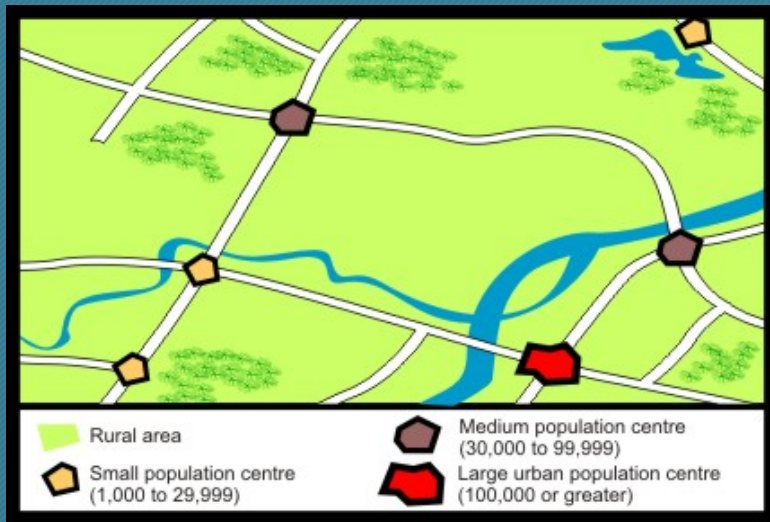 Rural area
Small population centre
(1,000 to 29,999)
Medium population centre
(30,000 to 99,999)
Large urban population centre
(100,000 or greater)